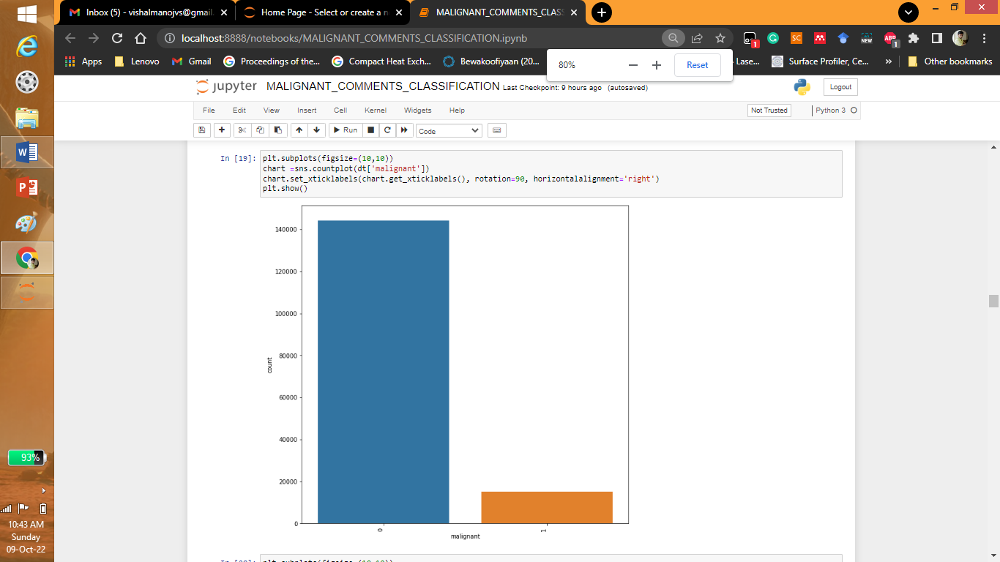 Inbox (5) - vishalmanojvs@gmail.
Home Page - Select or create a n
MALIGNANT_COMMENTS_CLASS
localhost:8888/notebooks/MALIGNANT_COMMENTS_CLASSIFICATION.ipynb
1
SC
NEW
ABP
1
Apps
Lenovo
Gmail
Proceedings of the...
Compact Heat Exch...
Bewakoofiyaan (20...
Lase...
Surface Profiler, Ce...
»
Other bookmarks
80%
Reset
jupyter MALIGNANT_COMMENTS_CLASSIFICATION Last Checkpoint: 9 hours ago (autosaved)
Logout
File Edit View Insert Cell Kernel Widgets Help
Not Trusted
Python 3
Run
Code
In [19]:
plt.subplots(figsize=(10,10))
chart =sns.countplot(dt['malignant'])
chart.set_xticklabels(chart.get_xticklabels(), rotation=90, horizontalalignment='right')
plt.show()
140000
120000
100000
80000
60000
40000
20000
0
count
0
1
malignant
In [20]:
plt.subplots(figsize=(10,10))
93%
10:43 AM
Sunday
09-Oct-22